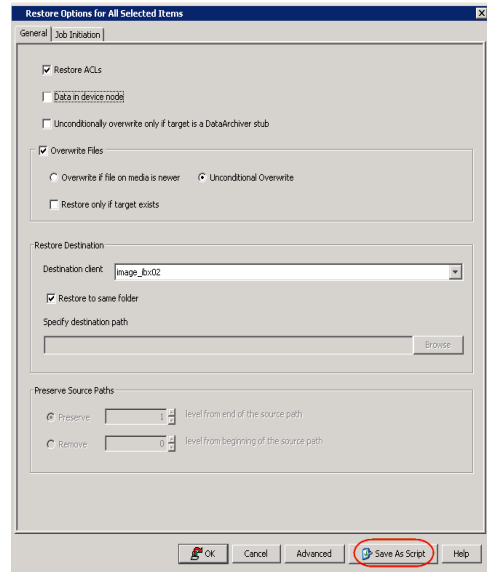 Restore Options for All Selected Items
General Job Initiation
Restore ACLs
Data in device node
Unconditionally overwrite only if target is a DataArchiver stub
Overwrite Files
Overwrite if file on media is newer Unconditional Overwrite
Restore only if target exists
Restore Destination
Destination client image_ibx02
Restore to same folder
Specify destination path
Browse
Preserve Source Paths
Preserve 1 level from end of the source path
Remove 0 level from beginning of the source path
OK Cancel Advanced Save As Script Help